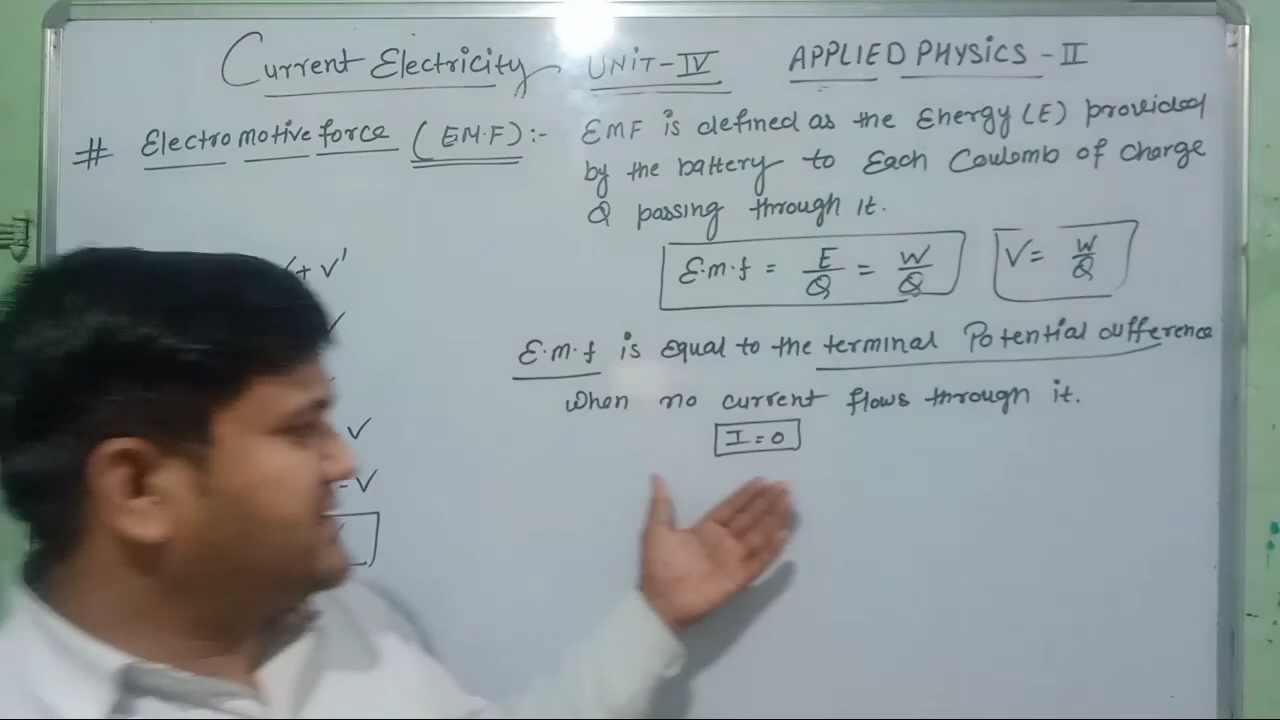 Current Electricity UNIT-IV APPLIED PHYSICS-II
# Electromotive force (E.M.F) :-
EMF is defined as the Energy (E) provided
by the battery to Each Coulomb of charge
Q passing through it.
+ V'
E.m.f = E/Q = W/Q
V = W/Q
E.m.f is equal to the terminal Potential difference
when no current flows through it.
I = 0
- V